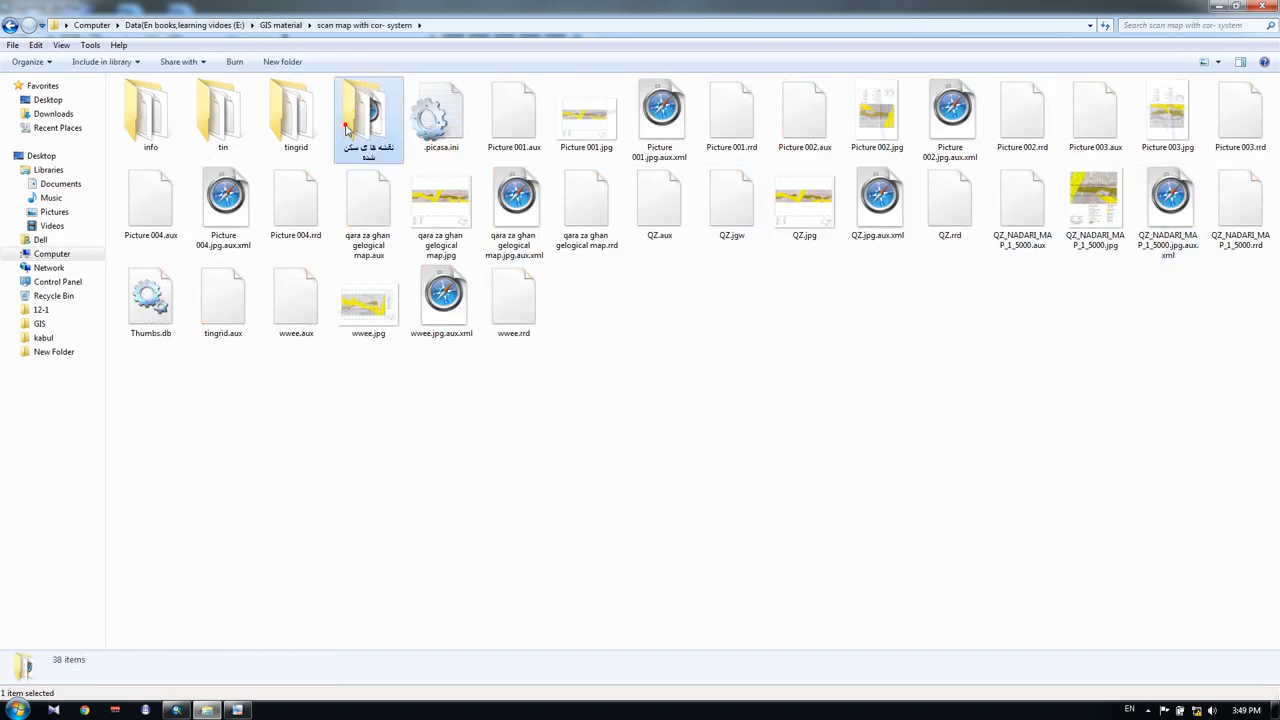 Computer ▸ Data(En books,learning vidoes (E:) ▸ GIS material ▸ scan map with cor- system ▸
Search scan map with cor- system
File Edit View Tools Help
Organize Include in library Share with Burn New folder
Favorites
Desktop
Downloads
Recent Places
Desktop
Libraries
Documents
Music
Pictures
Videos
Dell
Computer
Network
Control Panel
Recycle Bin
12-1
GIS
kabul
New Folder
info
tin
tingrid
نقشه های سکن
شده
.picasa.ini
Picture 001.aux
Picture 001.jpg
Picture
001.jpg.aux.xml
Picture 001.rrd
Picture 002.aux
Picture 002.jpg
Picture
002.jpg.aux.xml
Picture 002.rrd
Picture 003.aux
Picture 003.jpg
Picture 003.rrd
Picture 004.aux
Picture
004.jpg.aux.xml
Picture 004.rrd
qara za ghan
gelogical
map.aux
qara za ghan
gelogical
map.jpg
qara za ghan
gelogical
map.jpg.aux.xml
qara za ghan
gelogical map.rrd
QZ.aux
QZ.jgw
QZ.jpg
QZ.jpg.aux.xml
QZ.rrd
QZ_NADARI_MA
P_1_5000.aux
QZ_NADARI_MA
P_1_5000.jpg
QZ_NADARI_MA
P_1_5000.jpg.aux.
xml
QZ_NADARI_MA
P_1_5000.rrd
Thumbs.db
tingrid.aux
wwee.aux
wwee.jpg
wwee.jpg.aux.xml
wwee.rrd
38 items
1 item selected
EN
3:49 PM